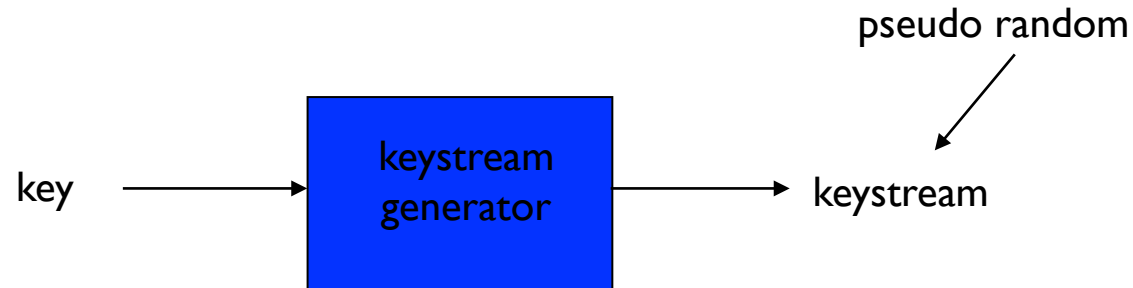 pseudo random
key
keystream
generator
keystream